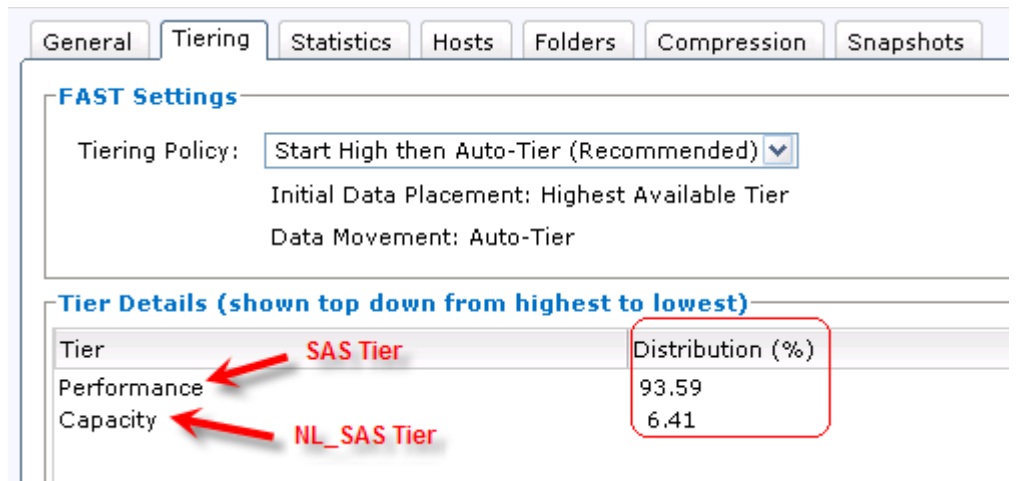 General Tiering Statistics Hosts Folders Compression Snapshots
FAST Settings
Tiering Policy: Start High then Auto-Tier (Recommended)
Initial Data Placement: Highest Available Tier
Data Movement: Auto-Tier
Tier Details (shown top down from highest to lowest)
Tier SAS Tier Distribution (%)
Performance 93.59
Capacity 6.41
NL_SAS Tier